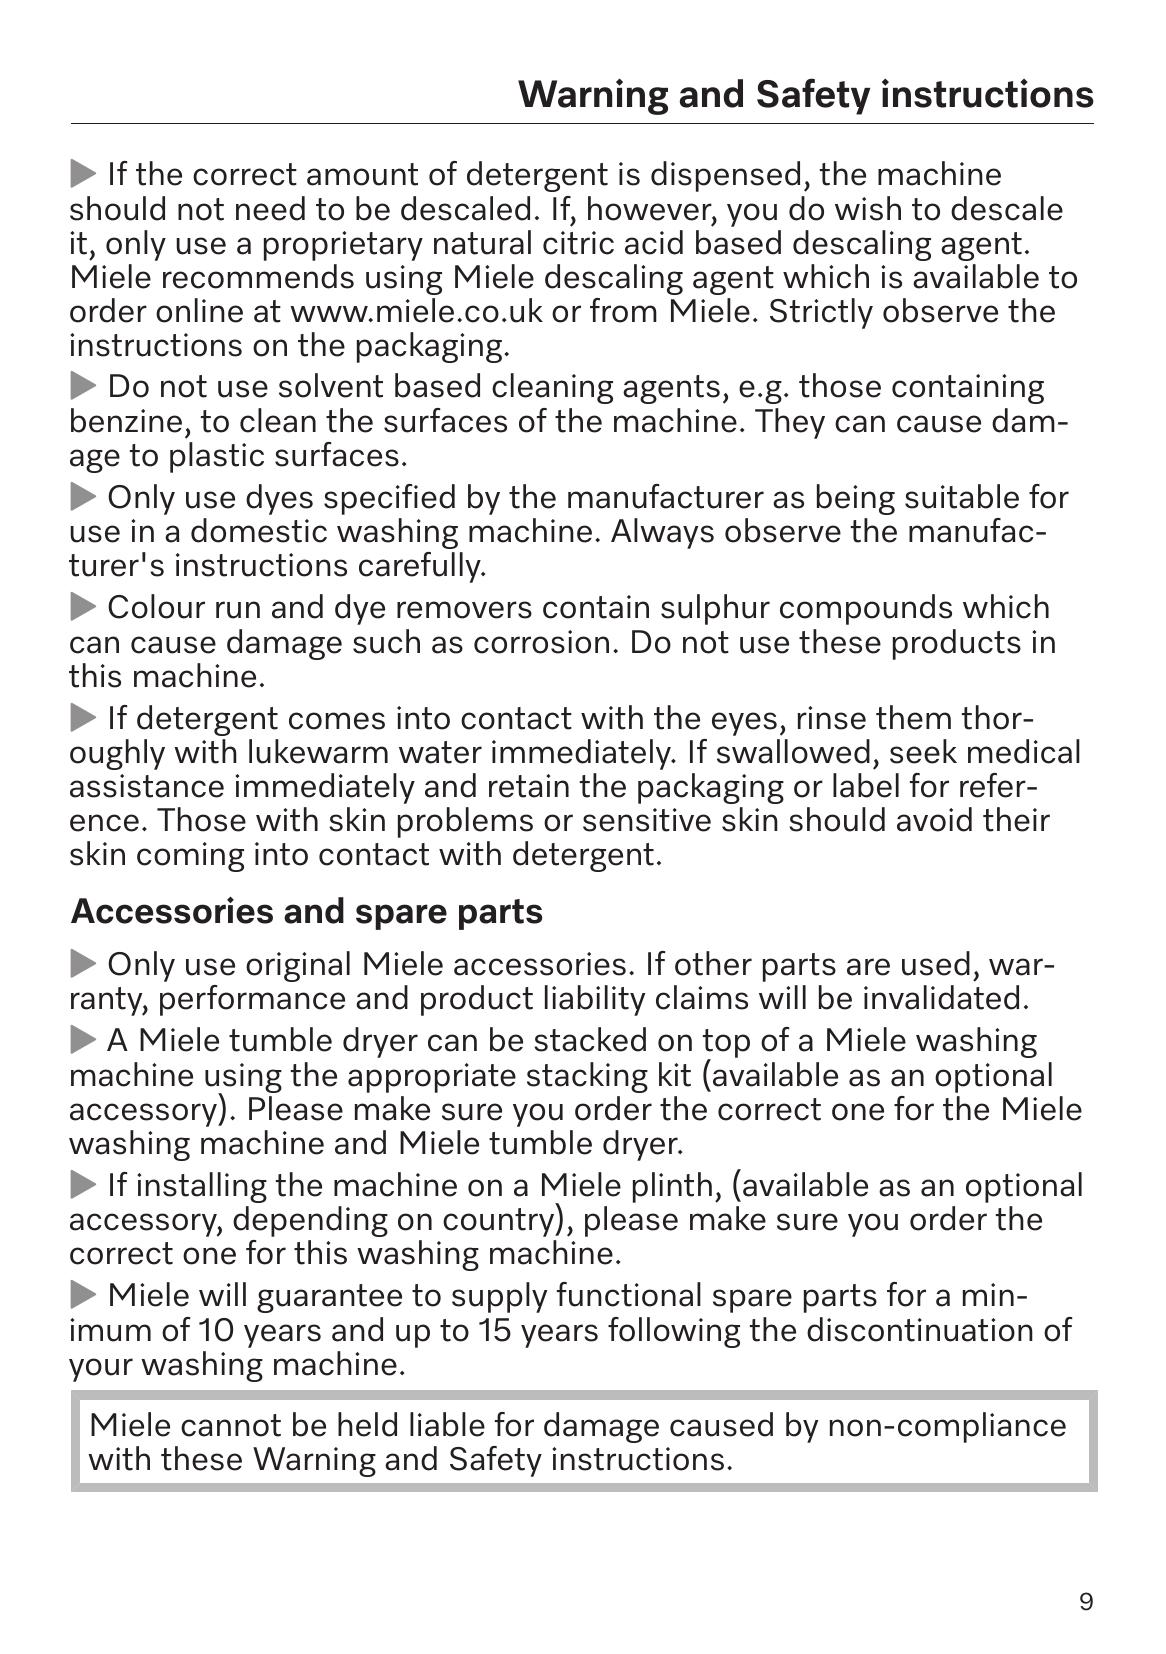 Warning and Safety instructions
▶ If the correct amount of detergent is dispensed, the machine
should not need to be descaled. If, however, you do wish to descale
it, only use a proprietary natural citric acid based descaling agent.
Miele recommends using Miele descaling agent which is available to
order online at www.miele.co.uk or from Miele. Strictly observe the
instructions on the packaging.
▶ Do not use solvent based cleaning agents, e.g. those containing
benzine, to clean the surfaces of the machine. They can cause dam-
age to plastic surfaces.
▶ Only use dyes specified by the manufacturer as being suitable for
use in a domestic washing machine. Always observe the manufac-
turer's instructions carefully.
▶ Colour run and dye removers contain sulphur compounds which
can cause damage such as corrosion. Do not use these products in
this machine.
▶ If detergent comes into contact with the eyes, rinse them thor-
oughly with lukewarm water immediately. If swallowed, seek medical
assistance immediately and retain the packaging or label for refer-
ence. Those with skin problems or sensitive skin should avoid their
skin coming into contact with detergent.
Accessories and spare parts
▶ Only use original Miele accessories. If other parts are used, war-
ranty, performance and product liability claims will be invalidated.
▶ A Miele tumble dryer can be stacked on top of a Miele washing
machine using the appropriate stacking kit (available as an optional
accessory). Please make sure you order the correct one for the Miele
washing machine and Miele tumble dryer.
▶ If installing the machine on a Miele plinth, (available as an optional
accessory, depending on country), please make sure you order the
correct one for this washing machine.
▶ Miele will guarantee to supply functional spare parts for a min-
imum of 10 years and up to 15 years following the discontinuation of
your washing machine.
Miele cannot be held liable for damage caused by non-compliance
with these Warning and Safety instructions.
9